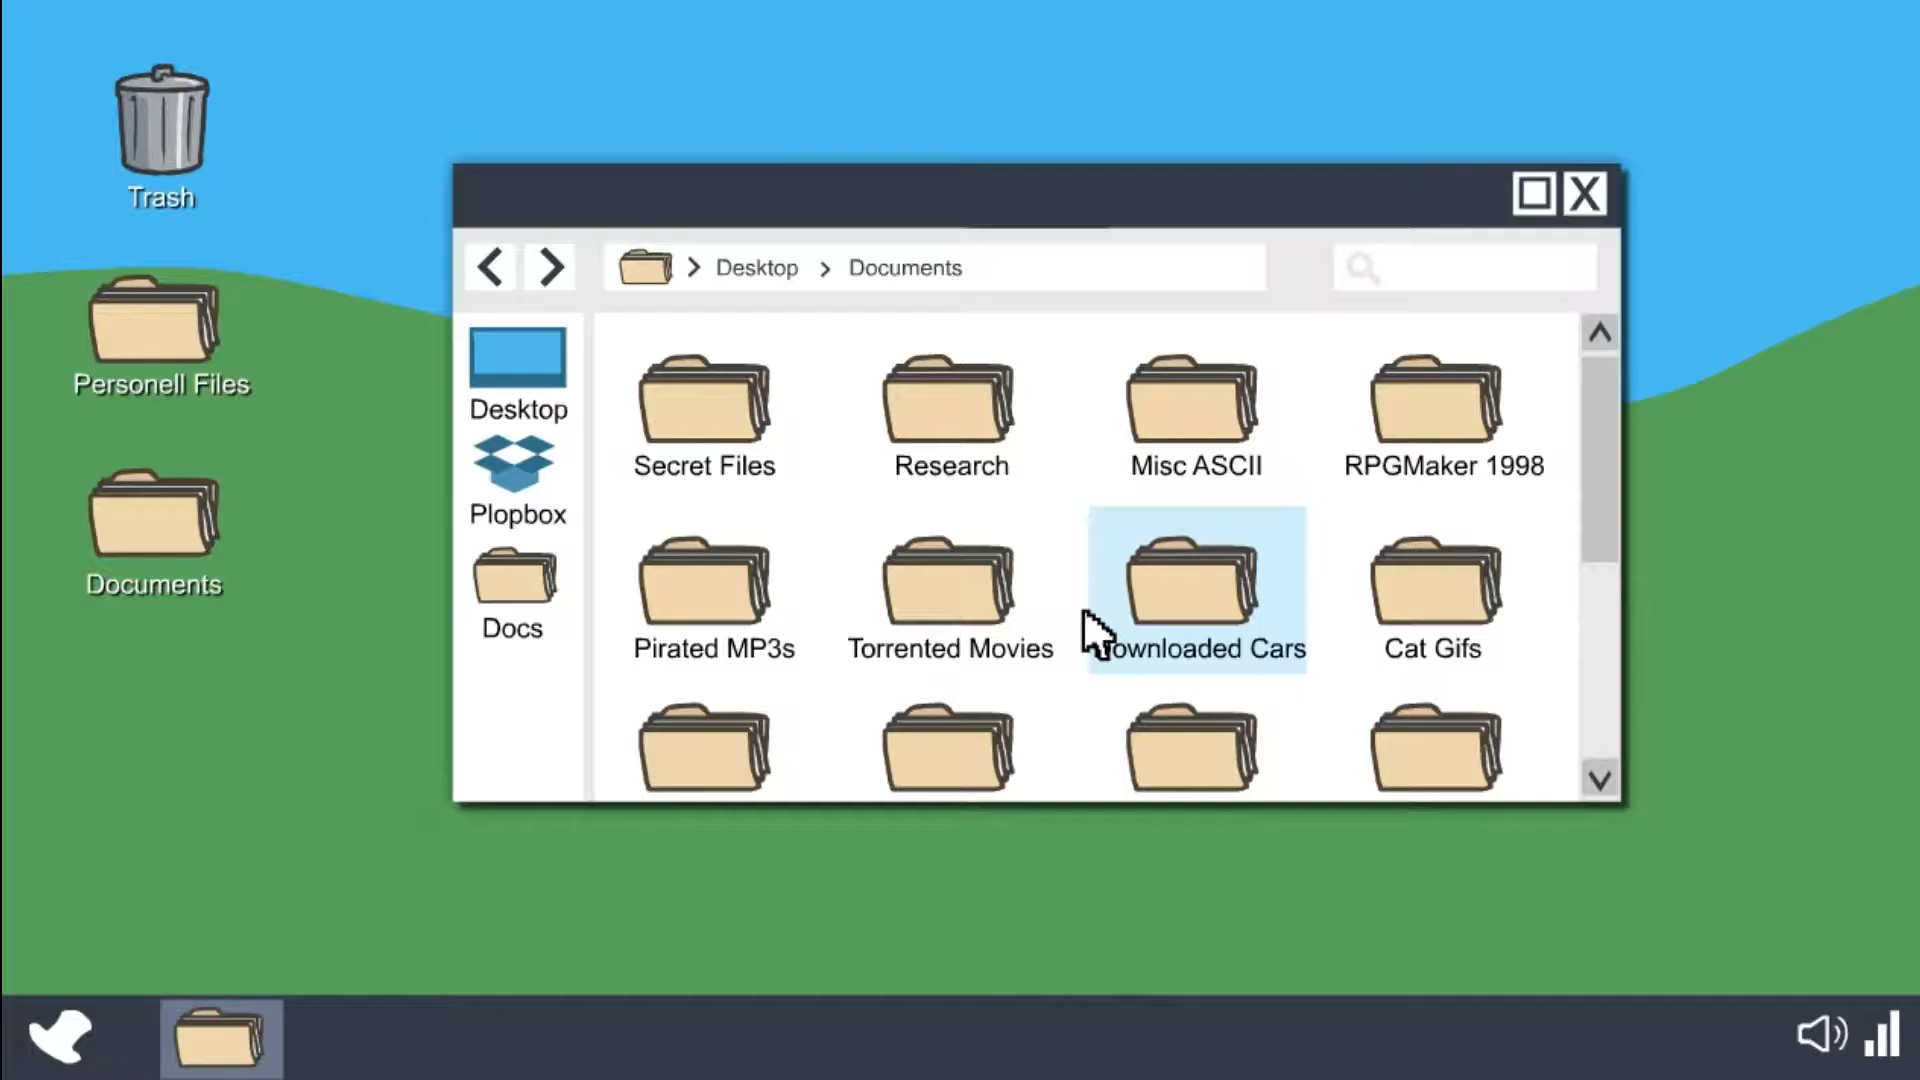 Trash
Personell Files
Documents
X
Desktop > Documents
Desktop
Plopbox
Docs
Secret Files
Research
Misc ASCII
RPGMaker 1998
Pirated MP3s
Torrented Movies
ownloaded Cars
Cat Gifs